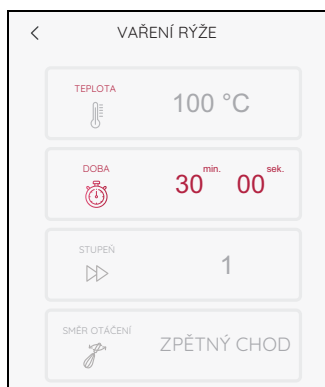 VAŘENÍ RÝŽE
TEPLOTA
100 °C
DOBA
30 min. 00 sek.
STUPEŇ
1
SMĚR OTÁČENÍ
ZPĚTNÝ CHOD